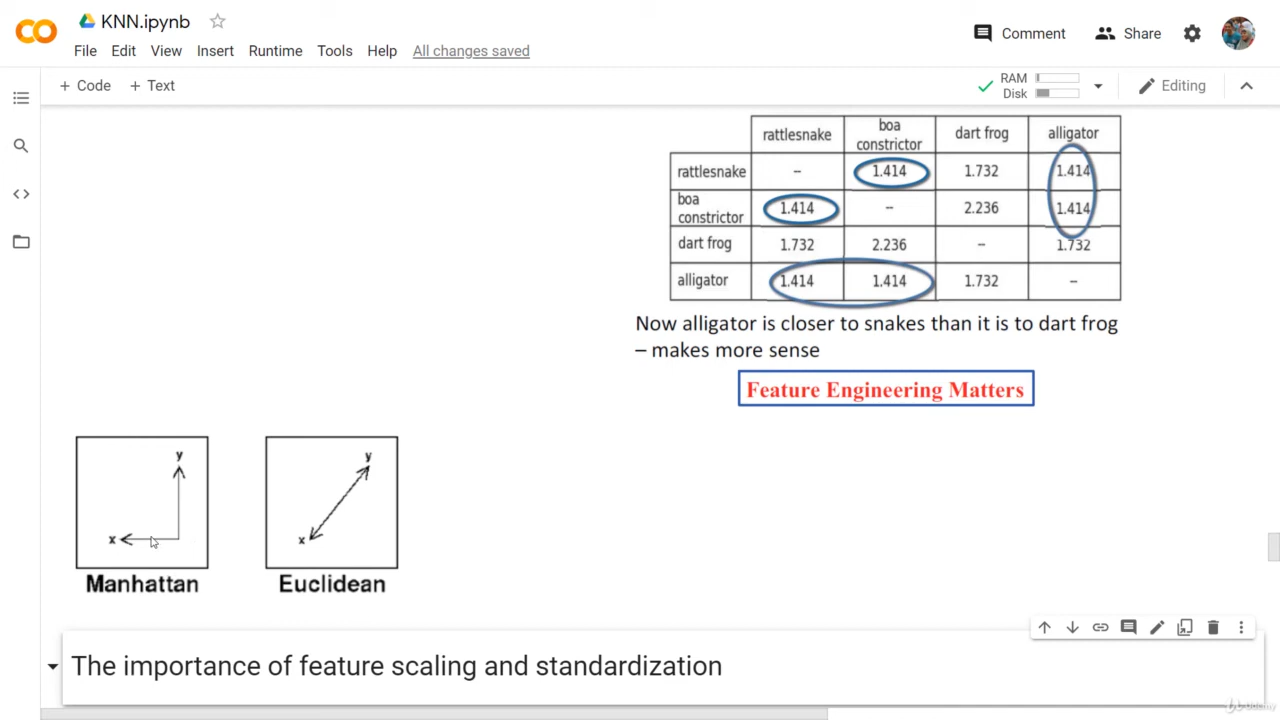 KNN.ipynb
File Edit View Insert Runtime Tools Help All changes saved
Comment
Share
+ Code + Text
RAM
Disk
Editing
rattlesnake boa constrictor dart frog alligator
rattlesnake – 1.414 1.732 1.414
boa constrictor 1.414 – 2.236 1.414
dart frog 1.732 2.236 – 1.732
alligator 1.414 1.414 1.732 –
Now alligator is closer to snakes than it is to dart frog
– makes more sense
Feature Engineering Matters
y
x
Manhattan
y
x
Euclidean
The importance of feature scaling and standardization
Udemy